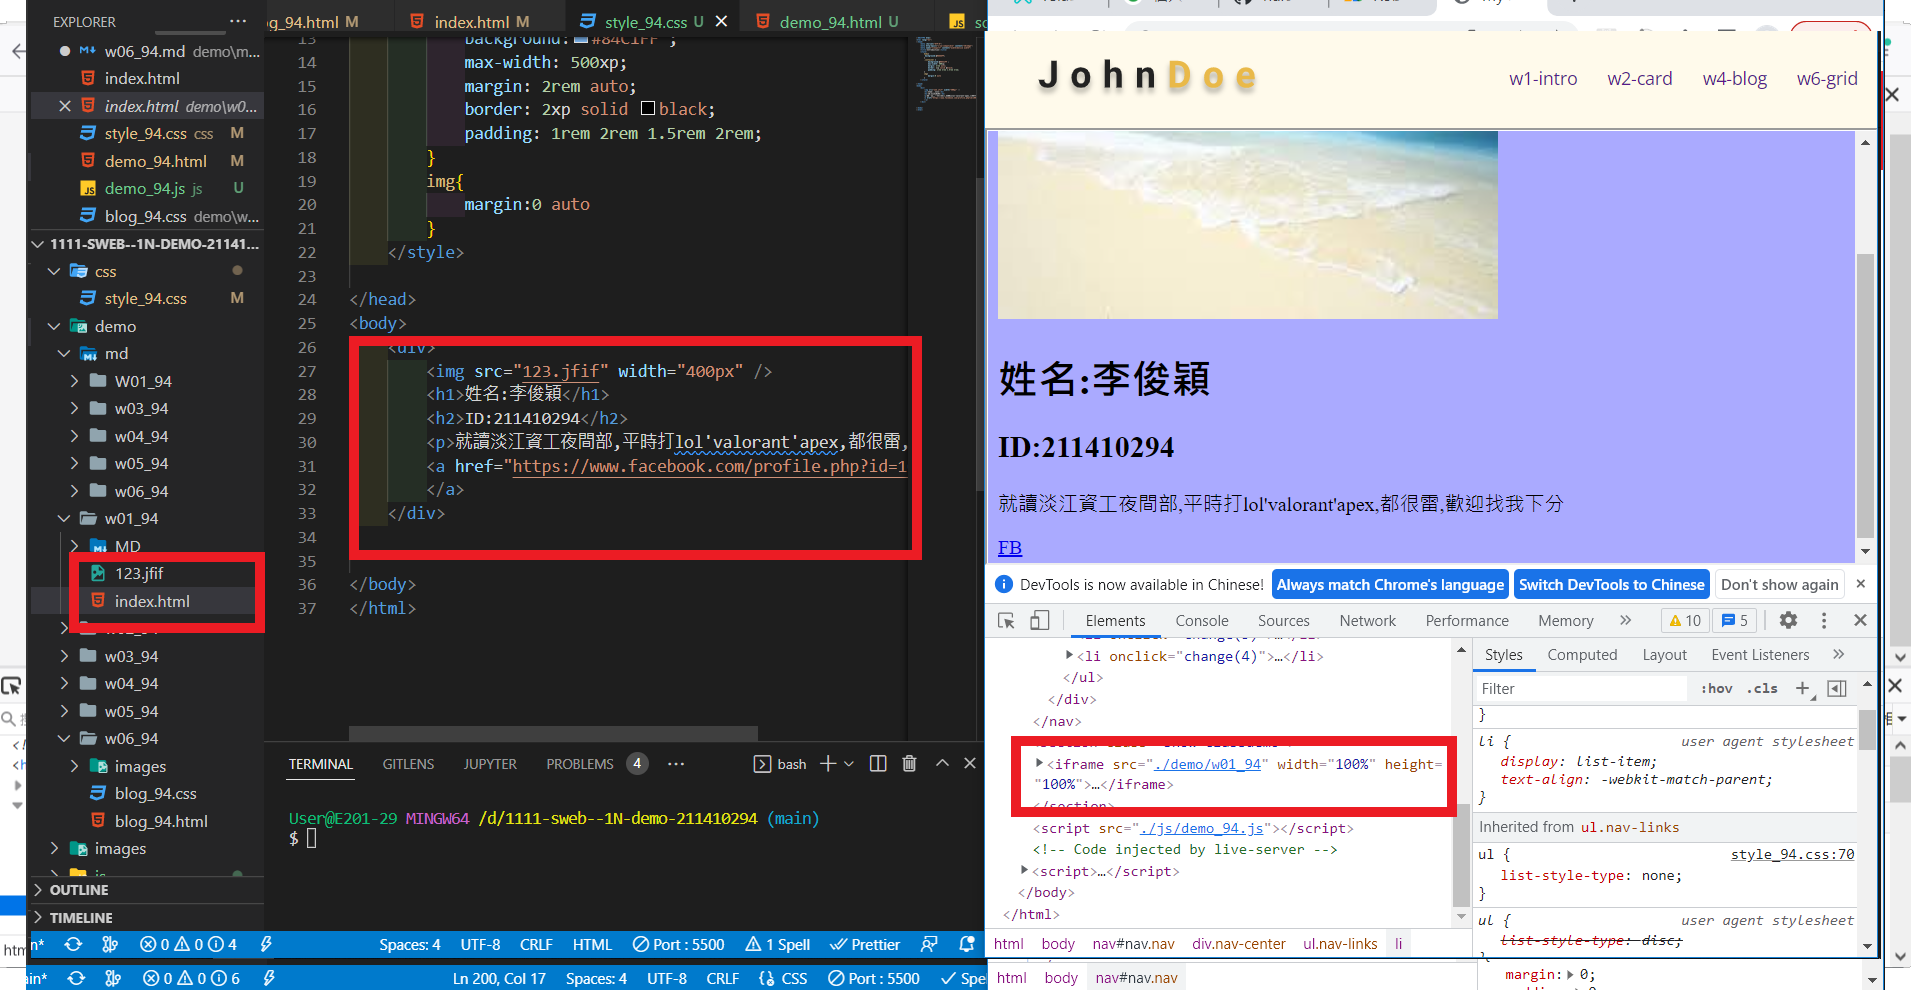 EXPLORER ···
w06_94.md demo\m...
index.html
index.html demo\w0...
style_94.css css M
demo_94.html M
demo_94.js js U
blog_94.css demo\w...
1111-SWEB--1N-DEMO-21141...
css
style_94.css M
demo
md
W01_94
w03_94
w04_94
w05_94
w06_94
w01_94
MD
123.jfif
index.html
w03_94
w04_94
w05_94
w06_94
images
blog_94.css
blog_94.html
images
js
OUTLINE
TIMELINE
og_94.html M index.html M style_94.css U demo_94.html U
13 background: #84C1FF ;
14 max-width: 500xp;
15 margin: 2rem auto;
16 border: 2xp solid black;
17 padding: 1rem 2rem 1.5rem 2rem;
18 }
19 img{
20 margin:0 auto
21 }
22 </style>
23
24 </head>
25 <body>
26 <div>
27 <img src="123.jfif" width="400px" />
28 <h1>姓名:李俊穎</h1>
29 <h2>ID:211410294</h2>
30 <p>就讀淡江資工夜間部,平時打lol'valorant'apex,都很雷,
31 <a href="https://www.facebook.com/profile.php?id=1
32 </a>
33 </div>
34
35
36 </body>
37 </html>
TERMINAL GITLENS JUPYTER PROBLEMS 4 ··· bash
User@E201-29 MINGW64 /d/1111-sweb--1N-demo-211410294 (main)
$
n* 0 0 4 Spaces: 4 UTF-8 CRLF HTML Port : 5500 1 Spell Prettier
ain* 0 0 6 Ln 200, Col 17 Spaces: 4 UTF-8 CRLF CSS Port : 5500 Spe
JohnDoe w1-intro w2-card w4-blog w6-grid
姓名:李俊穎
ID:211410294
就讀淡江資工夜間部,平時打lol'valorant'apex,都很雷,歡迎找我下分
FB
DevTools is now available in Chinese! Always match Chrome's language Switch DevTools to Chinese Don't show again
Elements Console Sources Network Performance Memory 10 5
<li onclick="change(4)">…</li>
</ul>
</div>
</nav>
<iframe src="./demo/w01_94" width="100%" height=
"100%">…</iframe>
</section>
<script src="./js/demo_94.js"></script>
<!-- Code injected by live-server -->
<script>…</script>
</body>
</html>
html body nav#nav.nav div.nav-center ul.nav-links li
html body nav#nav.nav
Styles Computed Layout Event Listeners
Filter :hov .cls
}
li { user agent stylesheet
display: list-item;
text-align: -webkit-match-parent;
}
Inherited from ul.nav-links
ul { style_94.css:70
list-style-type: none;
}
ul { user agent stylesheet
list-style-type: disc;
margin: 0;